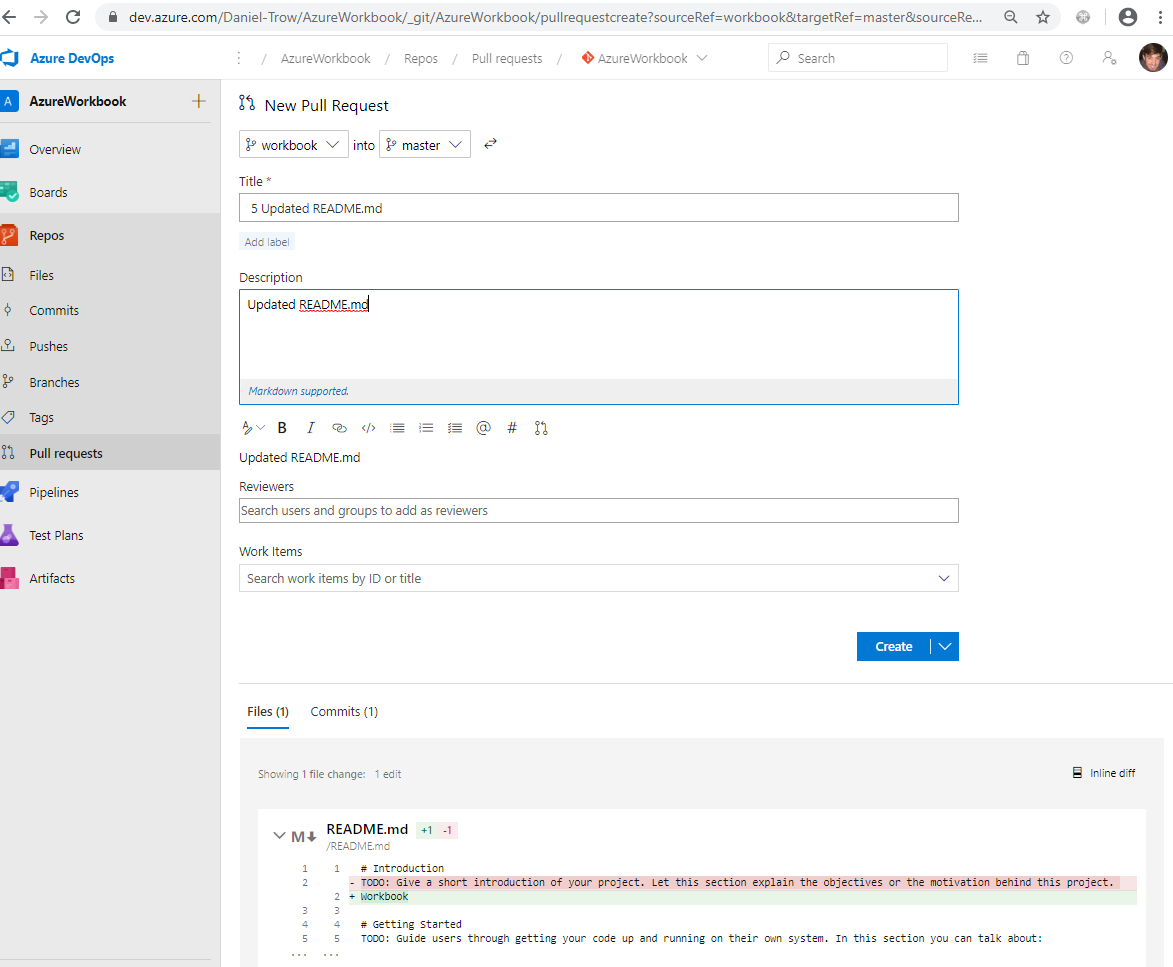 dev.azure.com/Daniel-Trow/AzureWorkbook/_git/AzureWorkbook/pullrequestcreate?sourceRef=workbook&targetRef=master&sourceRe...
Azure DevOps
/ AzureWorkbook / Repos / Pull requests / AzureWorkbook
Search
A AzureWorkbook +
Overview
Boards
Repos
Files
Commits
Pushes
Branches
Tags
Pull requests
Pipelines
Test Plans
Artifacts
New Pull Request
workbook into master
Title *
5 Updated README.md
Add label
Description
Updated README.md
Markdown supported.
B I </> @ #
Updated README.md
Reviewers
Search users and groups to add as reviewers
Work Items
Search work items by ID or title
Create
Files (1) Commits (1)
Showing 1 file change: 1 edit
Inline diff
M README.md +1 -1
/README.md
1 1 # Introduction
2 - TODO: Give a short introduction of your project. Let this section explain the objectives or the motivation behind this project.
2 + Workbook
3 3
4 4 # Getting Started
5 5 TODO: Guide users through getting your code up and running on their own system. In this section you can talk about:
... ...